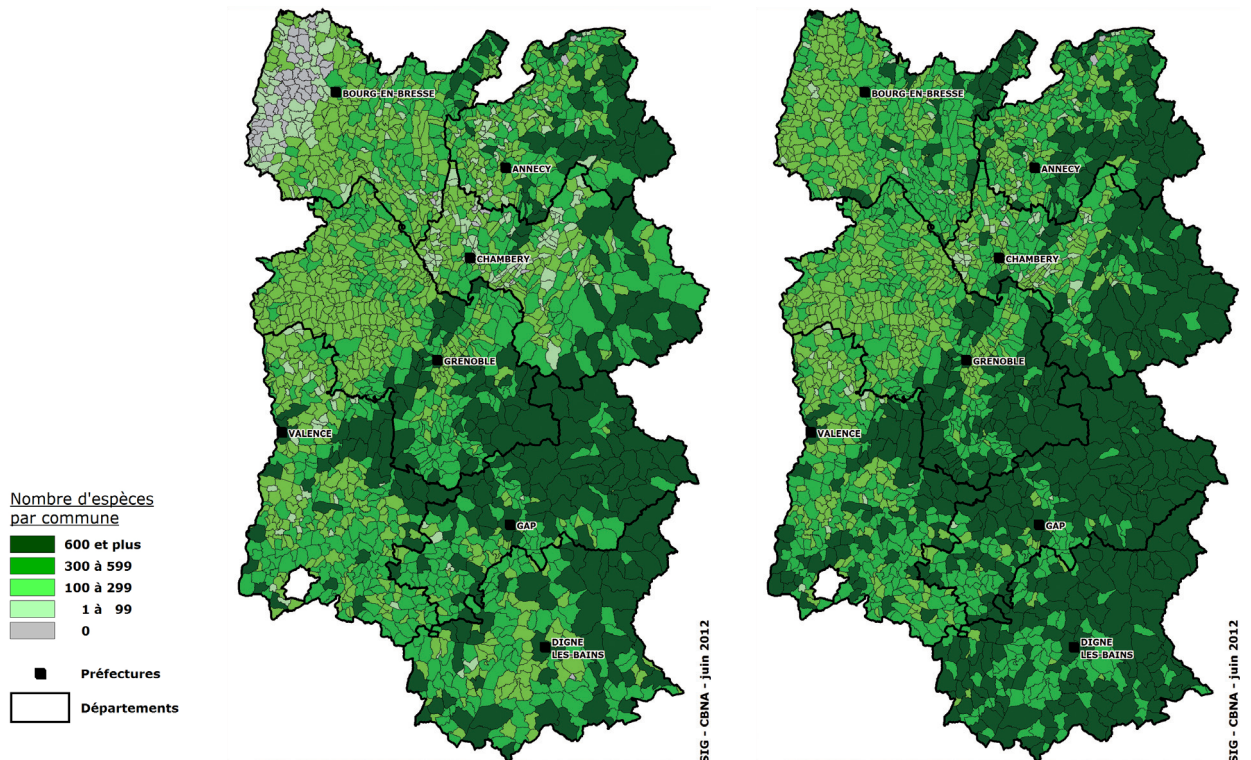 Nombre d'espèces
par commune
600 et plus
300 à 599
100 à 299
1 à 99
0
Préfectures
Départements
BOURG-EN-BRESSE
ANNECY
CHAMBERY
GRENOBLE
VALENCE
GAP
DIGNE
LES BAINS
SIG - CBNA - juin 2012
BOURG-EN-BRESSE
ANNECY
CHAMBERY
GRENOBLE
VALENCE
GAP
DIGNE
LES BAINS
SIG - CBNA - juin 2012